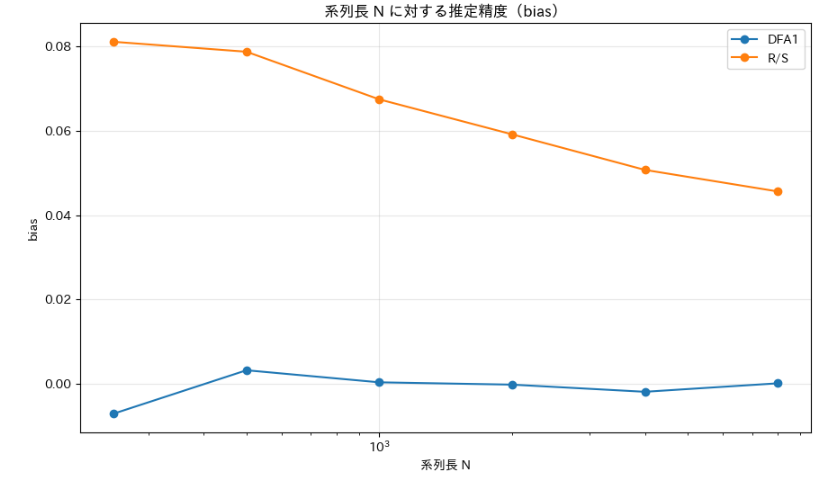 系列長 N に対する推定精度（bias）
DFA1
R/S
0.08
0.06
0.04
0.02
0.00
bias
10³
系列長 N